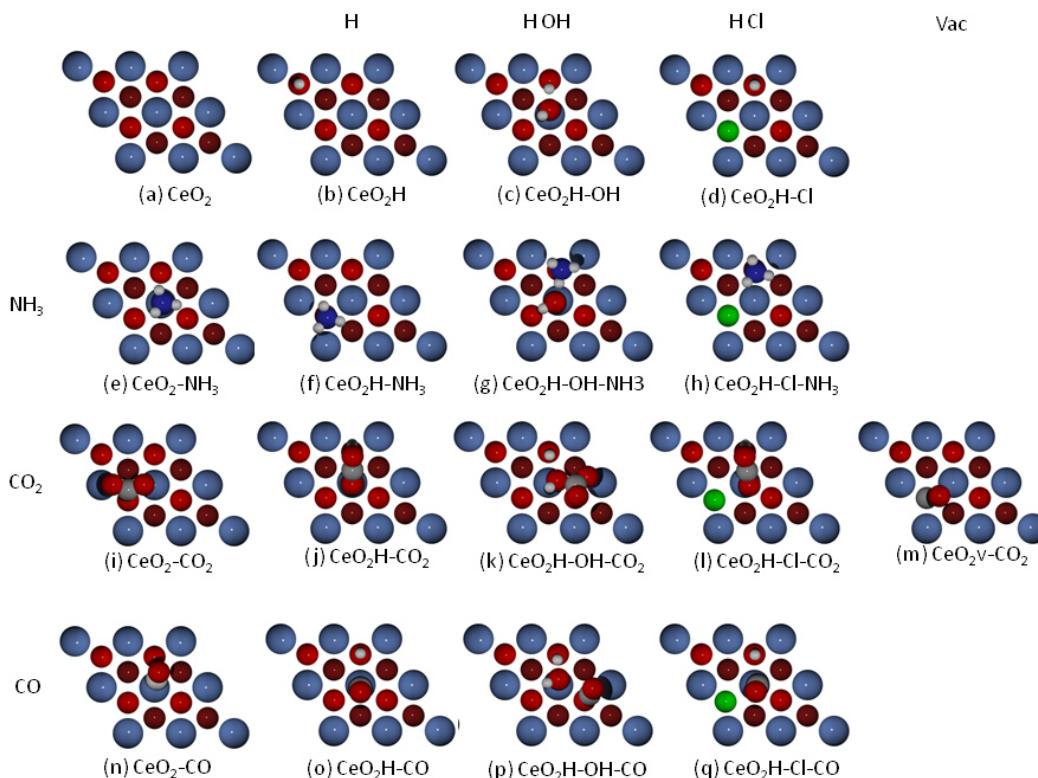 H
H OH
H Cl
Vac
(a) CeO₂
(b) CeO₂H
(c) CeO₂H-OH
(d) CeO₂H-Cl
NH₃
(e) CeO₂-NH₃
(f) CeO₂H-NH₃
(g) CeO₂H-OH-NH3
(h) CeO₂H-Cl-NH₃
CO₂
(i) CeO₂-CO₂
(j) CeO₂H-CO₂
(k) CeO₂H-OH-CO₂
(l) CeO₂H-Cl-CO₂
(m) CeO₂v-CO₂
CO
)
(n) CeO₂-CO
(o) CeO₂H-CO
(p) CeO₂H-OH-CO
(q) CeO₂H-Cl-CO